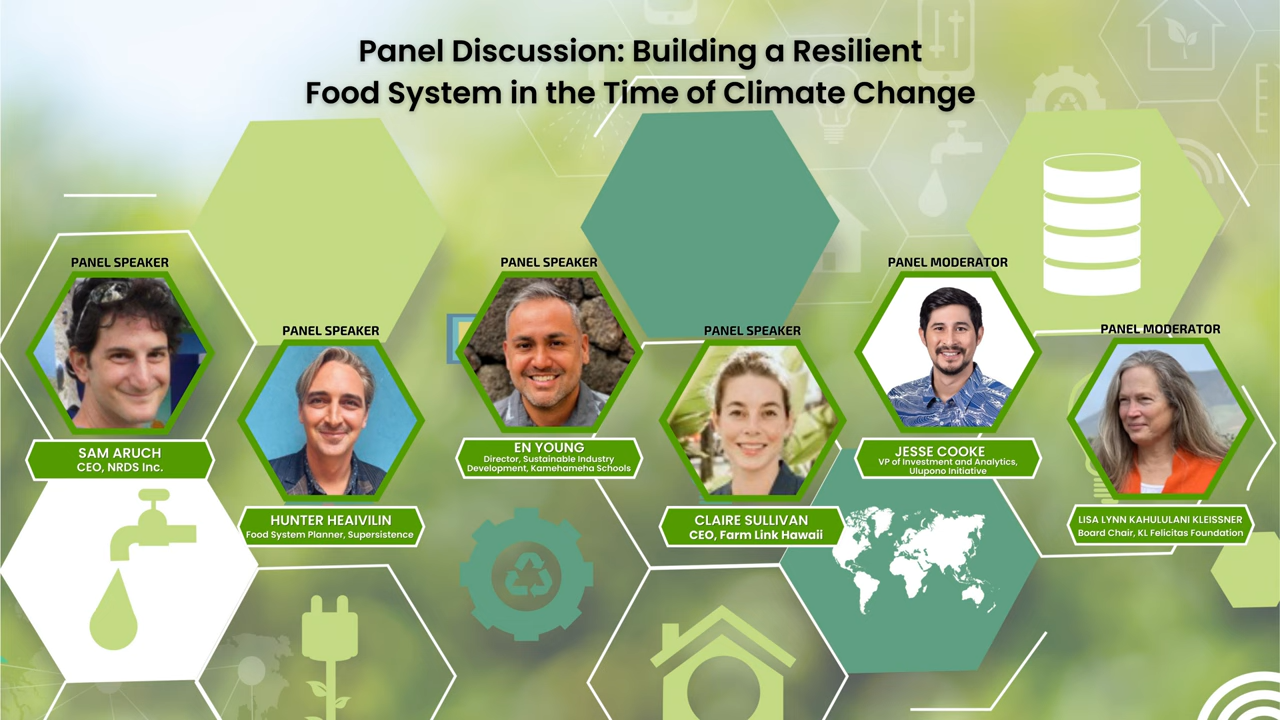 Panel Discussion: Building a Resilient
Food System in the Time of Climate Change
PANEL SPEAKER
SAM ARUCH
CEO, NRDS Inc.
PANEL SPEAKER
HUNTER HEAIVILIN
Food System Planner, Supersistence
PANEL SPEAKER
EN YOUNG
Director, Sustainable Industry
Development, Kamehameha Schools
PANEL SPEAKER
CLAIRE SULLIVAN
CEO, Farm Link Hawaii
PANEL MODERATOR
JESSE COOKE
VP of Investment and Analytics,
Ulupono Initiative
PANEL MODERATOR
LISA LYNN KAHULULANI KLEISSNER
Board Chair, KL Felicitas Foundation